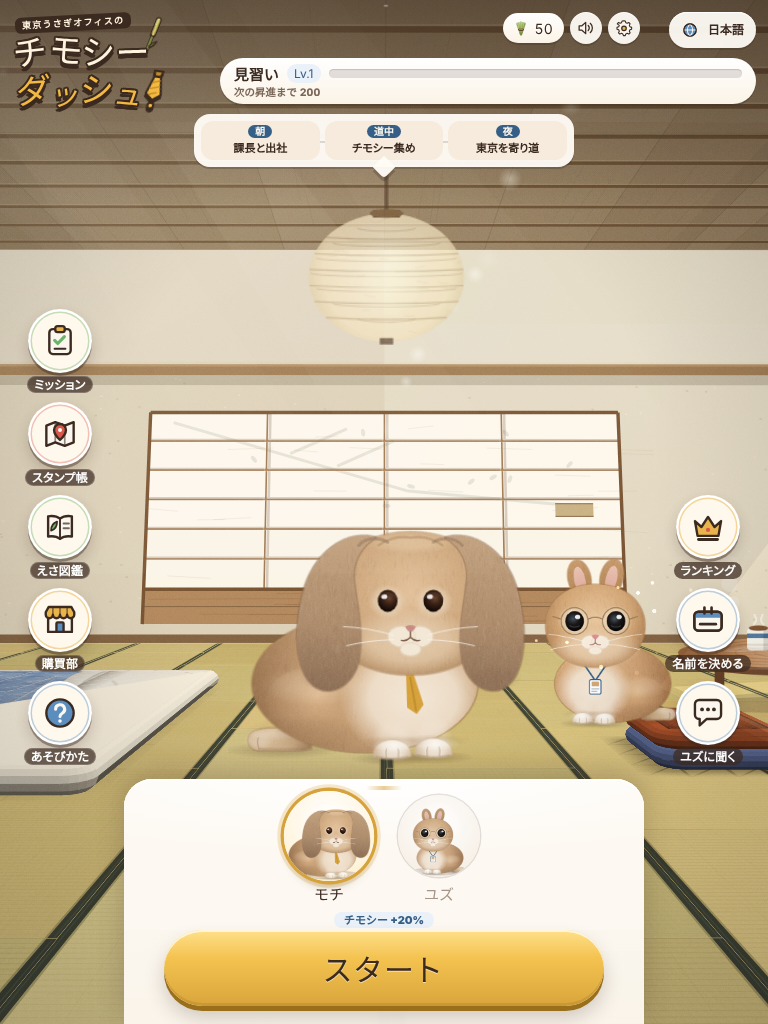 東京うさぎオフィスの
チモシー
ダッシュ!
50
日本語
見習い Lv.1
次の昇進まで 200
朝
課長と出社
道中
チモシー集め
夜
東京を寄り道
ミッション
スタンプ帳
えさ図鑑
購買部
あそびかた
ランキング
名前を決める
ユズに聞く
モチ
ユズ
チモシー +20%
スタート